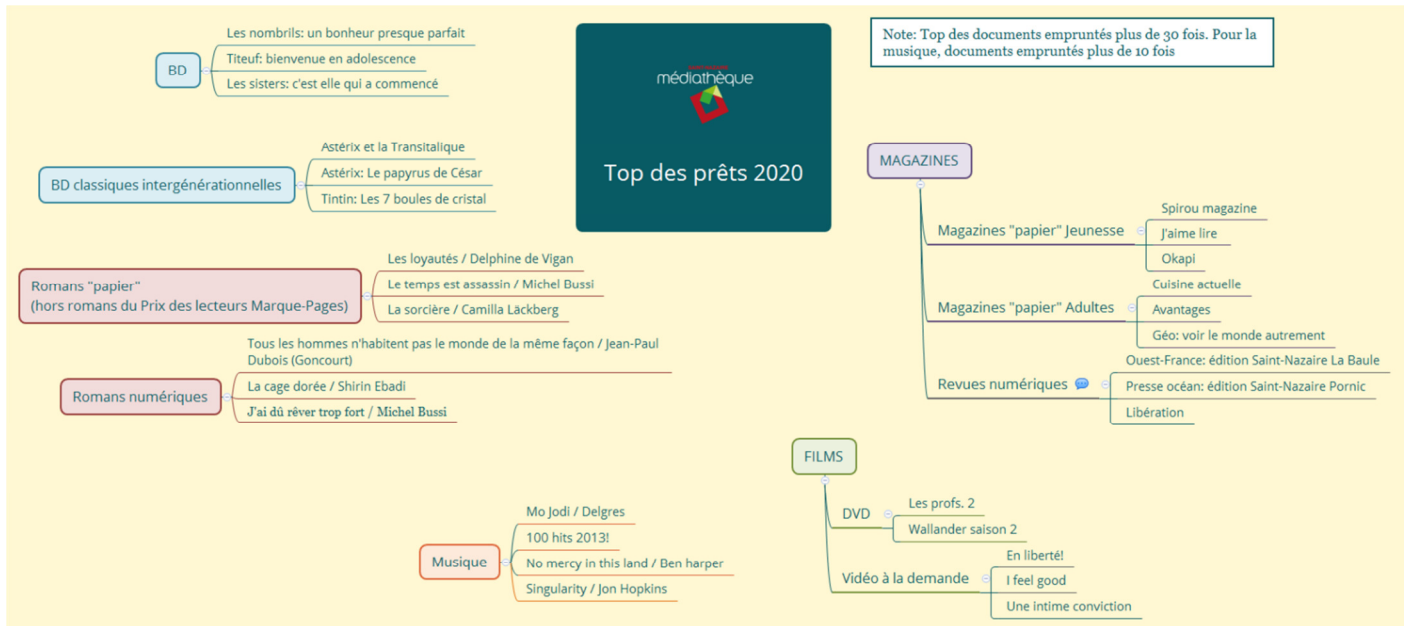 médiathèque
Top des prêts 2020
Note: Top des documents empruntés plus de 30 fois. Pour la
musique, documents empruntés plus de 10 fois
BD
Les nombrils: un bonheur presque parfait
Titeuf: bienvenue en adolescence
Les sisters: c'est elle qui a commencé
BD classiques intergénérationnelles
Astérix et la Transitalique
Astérix: Le papyrus de César
Tintin: Les 7 boules de cristal
Romans "papier"
(hors romans du Prix des lecteurs Marque-Pages)
Les loyautés / Delphine de Vigan
Le temps est assassin / Michel Bussi
La sorcière / Camilla Läckberg
Romans numériques
Tous les hommes n'habitent pas le monde de la même façon / Jean-Paul
Dubois (Goncourt)
La cage dorée / Shirin Ebadi
J'ai dû rêver trop fort / Michel Bussi
Musique
Mo Jodi / Delgres
100 hits 2013!
No mercy in this land / Ben harper
Singularity / Jon Hopkins
MAGAZINES
Magazines "papier" Jeunesse
Spirou magazine
J'aime lire
Okapi
Magazines "papier" Adultes
Cuisine actuelle
Avantages
Géo: voir le monde autrement
Revues numériques
Ouest-France: édition Saint-Nazaire La Baule
Presse océan: édition Saint-Nazaire Pornic
Libération
FILMS
DVD
Les profs. 2
Wallander saison 2
Vidéo à la demande
En liberté!
I feel good
Une intime conviction